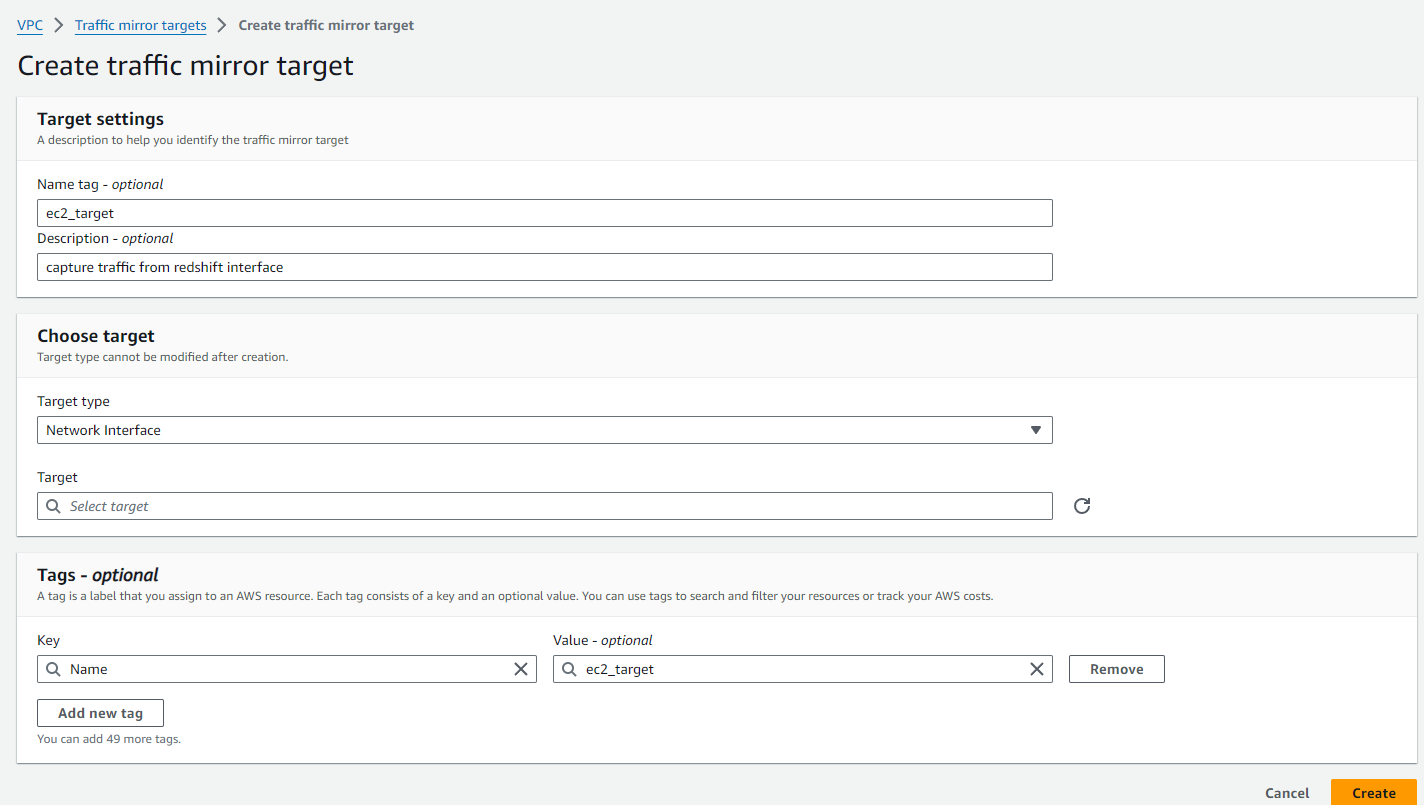 VPC > Traffic mirror targets > Create traffic mirror target
Create traffic mirror target
Target settings
A description to help you identify the traffic mirror target
Name tag - optional
ec2_target
Description - optional
capture traffic from redshift interface
Choose target
Target type cannot be modified after creation.
Target type
Network Interface
Target
Select target
Tags - optional
A tag is a label that you assign to an AWS resource. Each tag consists of a key and an optional value. You can use tags to search and filter your resources or track your AWS costs.
Key Value - optional
Name ec2_target Remove
Add new tag
You can add 49 more tags.
Cancel Create